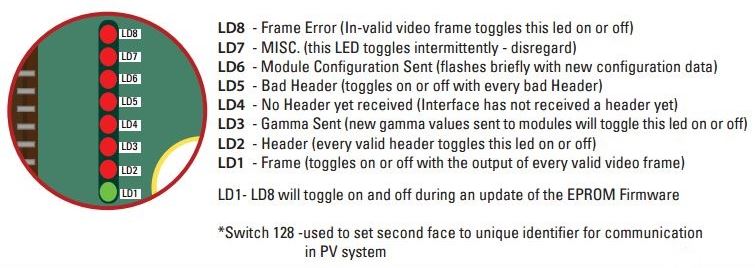 LD8
LD7
LD6
LD5
LD4
LD3
LD2
LD1
LD8 - Frame Error (In-valid video frame toggles this led on or off)
LD7 - MISC. (this LED toggles intermittently - disregard)
LD6 - Module Configuration Sent (flashes briefly with new configuration data)
LD5 - Bad Header (toggles on or off with every bad Header)
LD4 - No Header yet received (Interface has not received a header yet)
LD3 - Gamma Sent (new gamma values sent to modules will toggle this led on or off)
LD2 - Header (every valid header toggles this led on or off)
LD1 - Frame (toggles on or off with the output of every valid video frame)
LD1- LD8 will toggle on and off during an update of the EPROM Firmware
*Switch 128 -used to set second face to unique identifier for communication
in PV system